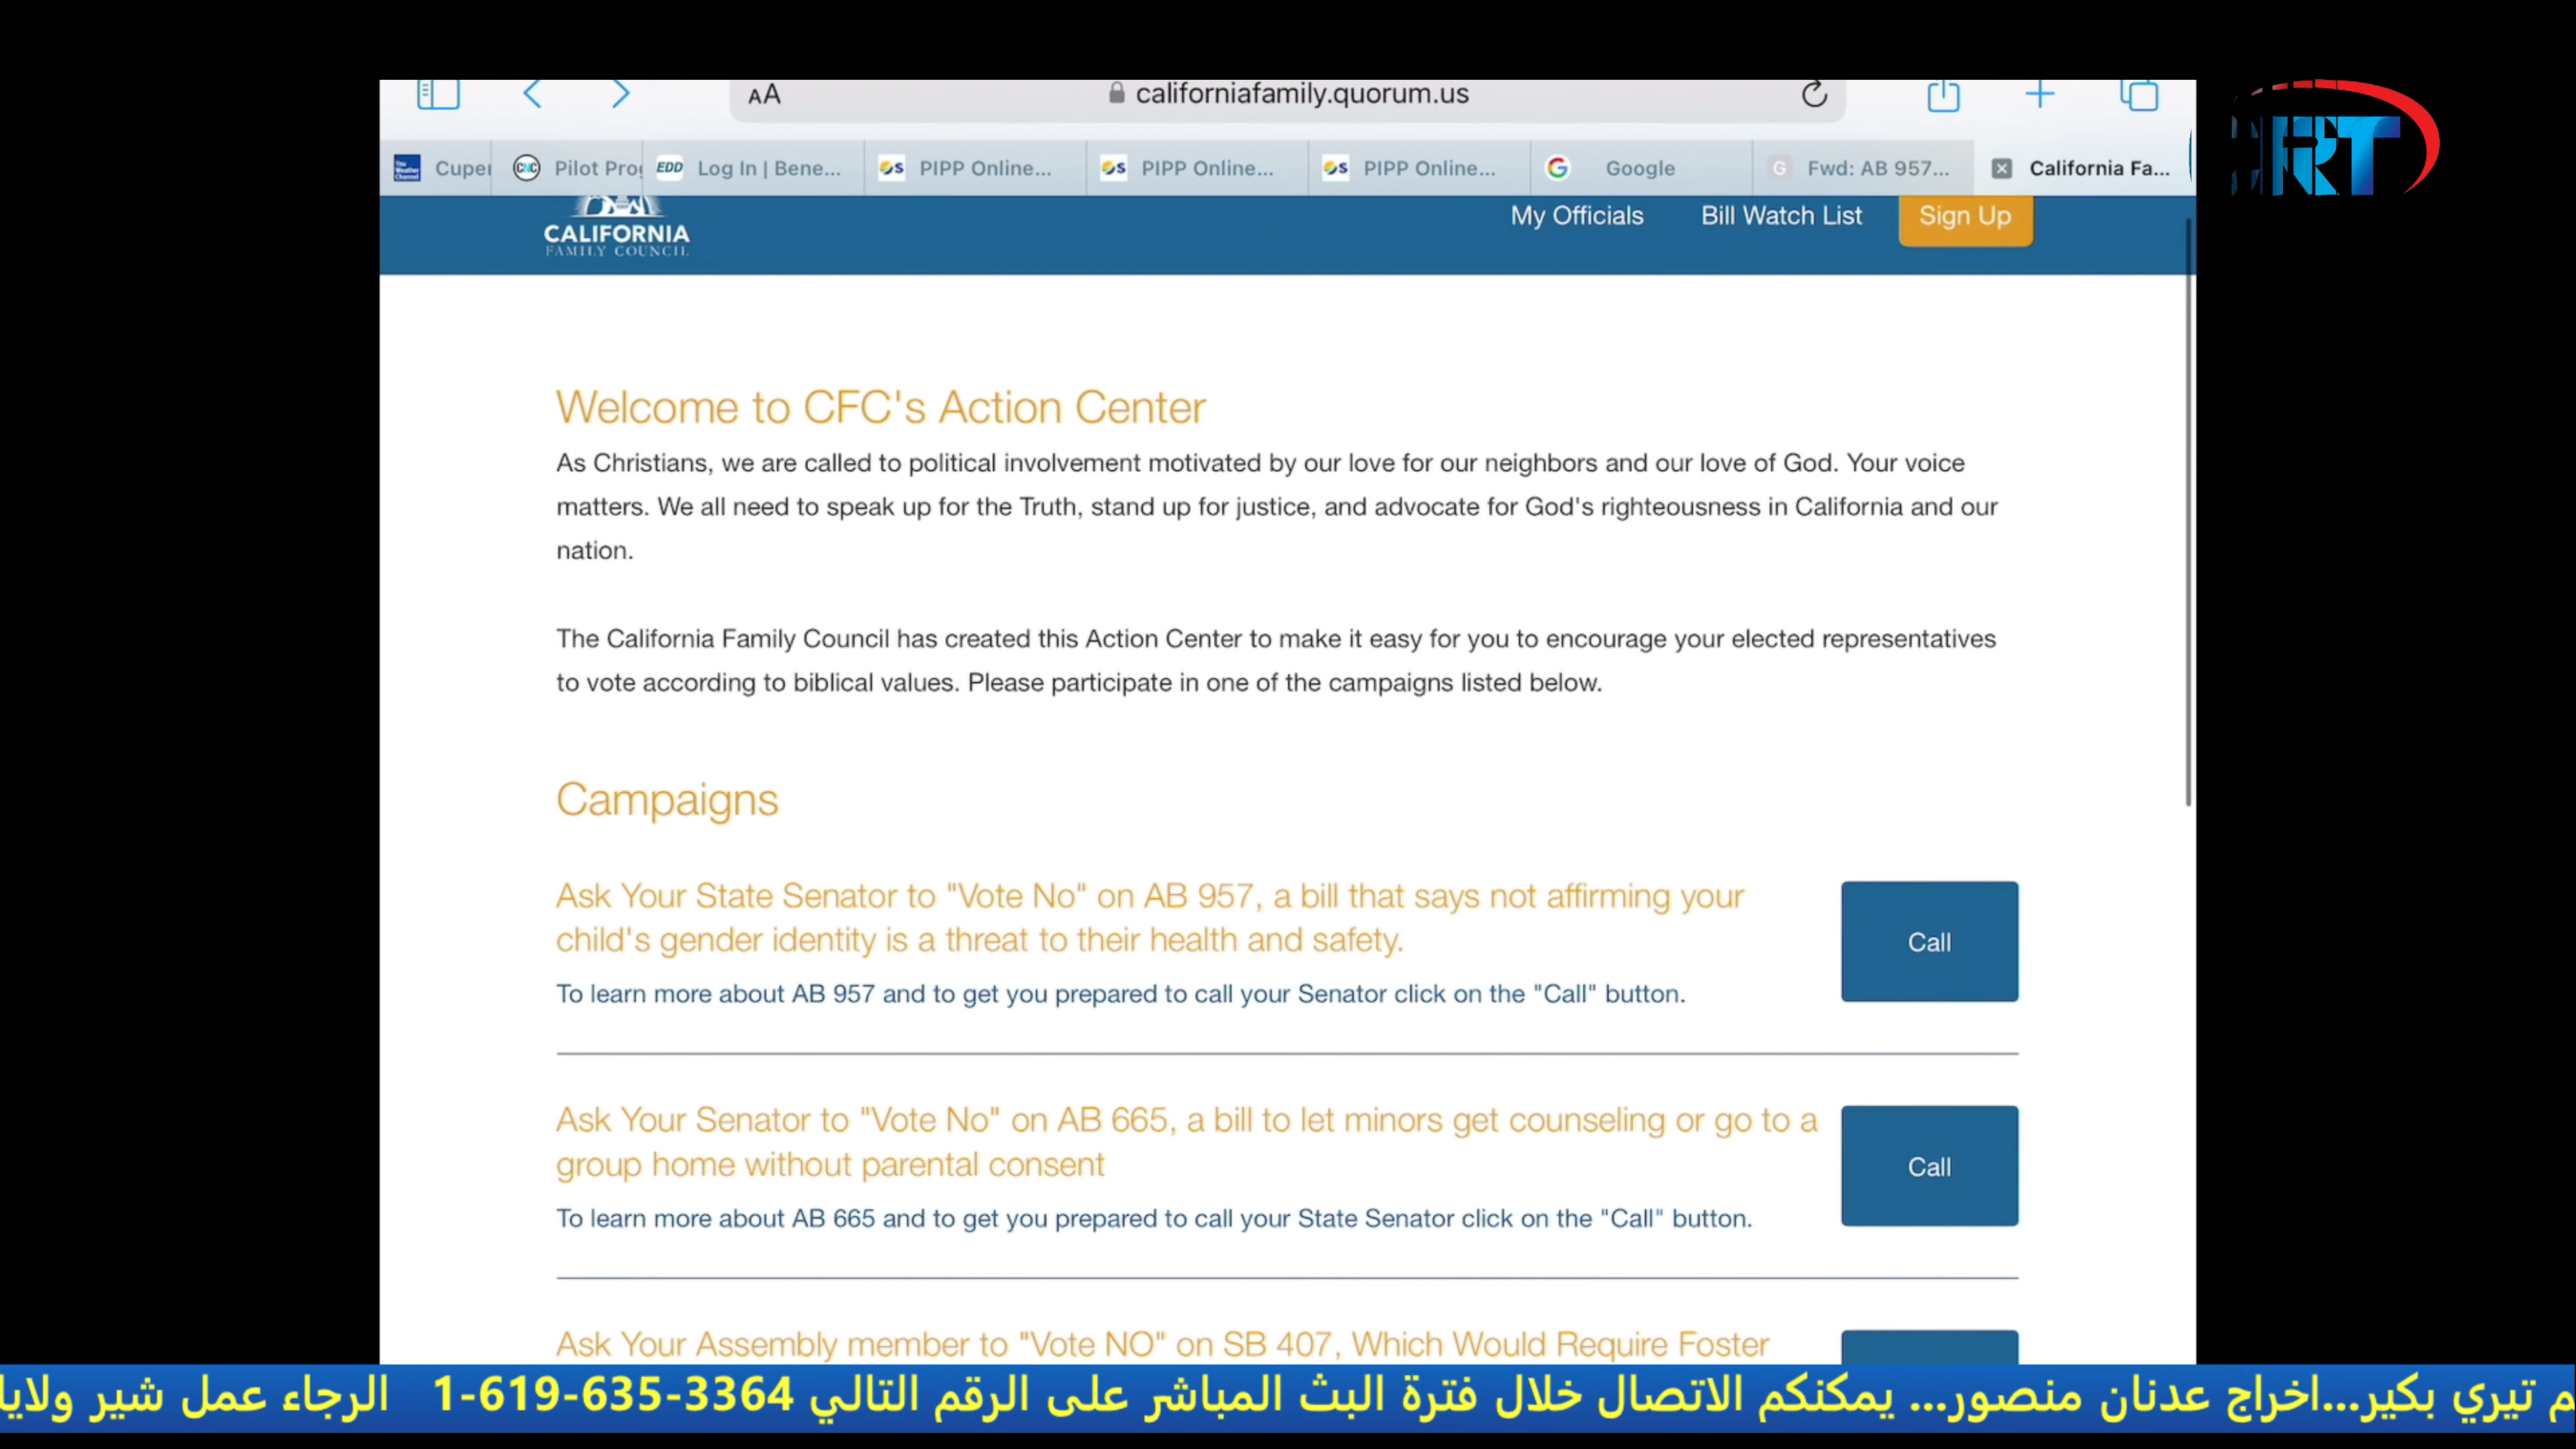 AA
californiafamily.quorum.us
The Weather Channel
Cuper
CNC
Pilot Prog
EDD
Log In | Bene...
PIPP Online...
PIPP Online...
PIPP Online...
G
Google
G
Fwd: AB 957...
California Fa...
CALIFORNIA
FAMILY COUNCIL
My Officials
Bill Watch List
Sign Up
Welcome to CFC's Action Center
As Christians, we are called to political involvement motivated by our love for our neighbors and our love of God. Your voice
matters. We all need to speak up for the Truth, stand up for justice, and advocate for God's righteousness in California and our
nation.
The California Family Council has created this Action Center to make it easy for you to encourage your elected representatives
to vote according to biblical values. Please participate in one of the campaigns listed below.
Campaigns
Ask Your State Senator to "Vote No" on AB 957, a bill that says not affirming your
child's gender identity is a threat to their health and safety.
Call
To learn more about AB 957 and to get you prepared to call your Senator click on the "Call" button.
Ask Your Senator to "Vote No" on AB 665, a bill to let minors get counseling or go to a
group home without parental consent
Call
To learn more about AB 665 and to get you prepared to call your State Senator click on the "Call" button.
Ask Your Assembly member to "Vote NO" on SB 407, Which Would Require Foster
م تيري بكير...اخراج عدنان منصور... يمكنكم الاتصال خلال فترة البث المباشر على الرقم التالي 1-619-635-3364 الرجاء عمل شير ولايا